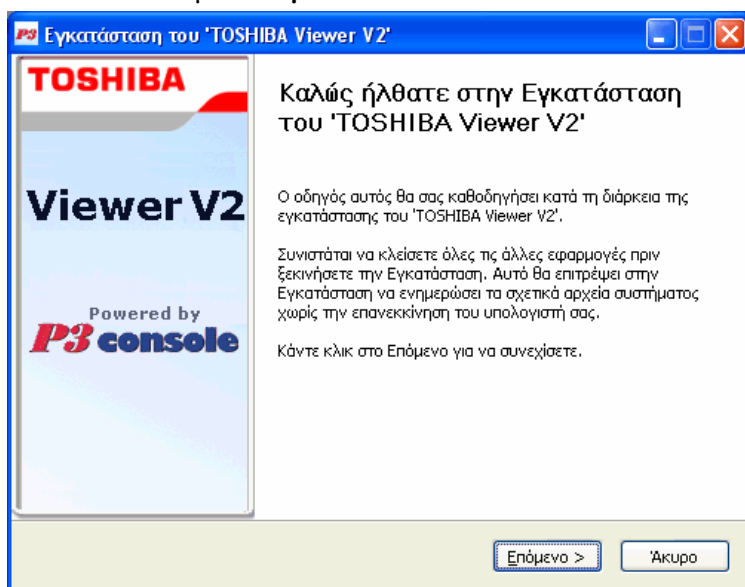 P3 Εγκατάσταση του 'TOSHIBA Viewer V2'
TOSHIBA
Viewer V2
Powered by
P3 console
Καλώς ήλθατε στην Εγκατάσταση
του 'TOSHIBA Viewer V2'
Ο οδηγός αυτός θα σας καθοδηγήσει κατά τη διάρκεια της
εγκατάστασης του 'TOSHIBA Viewer V2'.
Συνιστάται να κλείσετε όλες τις άλλες εφαρμογές πριν
ξεκινήσετε την Εγκατάσταση. Αυτό θα επιτρέψει στην
Εγκατάσταση να ενημερώσει τα σχετικά αρχεία συστήματος
χωρίς την επανεκκίνηση του υπολογιστή σας.
Κάντε κλικ στο Επόμενο για να συνεχίσετε.
Επόμενο >
Άκυρο